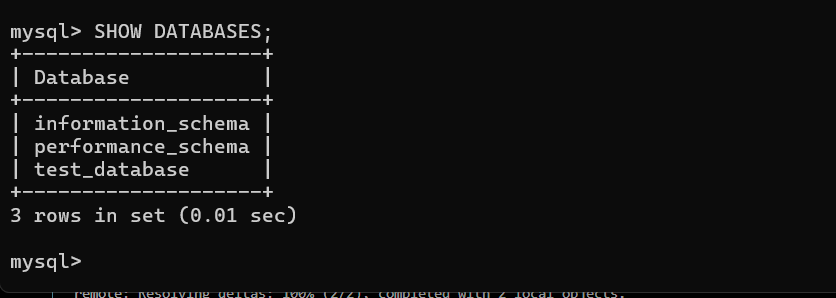 mysql> SHOW DATABASES;
+--------------------+
| Database           |
+--------------------+
| information_schema |
| performance_schema |
| test_database      |
+--------------------+
3 rows in set (0.01 sec)
mysql>
remote: Resolving deltas: 100% (2/2), completed with 2 local objects.